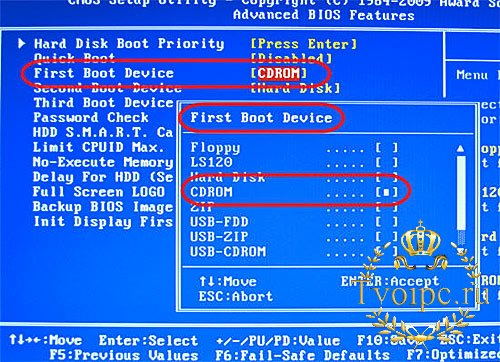 CMOS Setup Utility - Copyright (C) 1984-2009 Award So
Advanced BIOS Features
Hard Disk Boot Priority [Press Enter]
Quick Boot [Disabled]
First Boot Device [CDROM]
Second Boot Device [Hard Disk]
Menu
Third Boot Device
Password Check
HDD S.M.A.R.T. Ca
Limit CPUID Max.
No-Execute Memory
Delay For HDD (Se
Full Screen LOGO
Backup BIOS Image
Init Display Firs
First Boot Device
Floppy ..... [ ]
LS120 ..... [ ]
Hard Disk ..... [ ]
CDROM ..... [■]
ZIP ..... [ ]
USB-FDD ..... [ ]
USB-ZIP ..... [ ]
USB-CDROM ..... [ ]
↑↓:Move ENTER:Accept
ESC:Abort
Tvoipc.ru
↑↓→←:Move Enter:Select +/-/PU/PD:Value F10:Save ESC:Exi
F5:Previous Values F6:Fail-Safe Defaults F7:Optimize